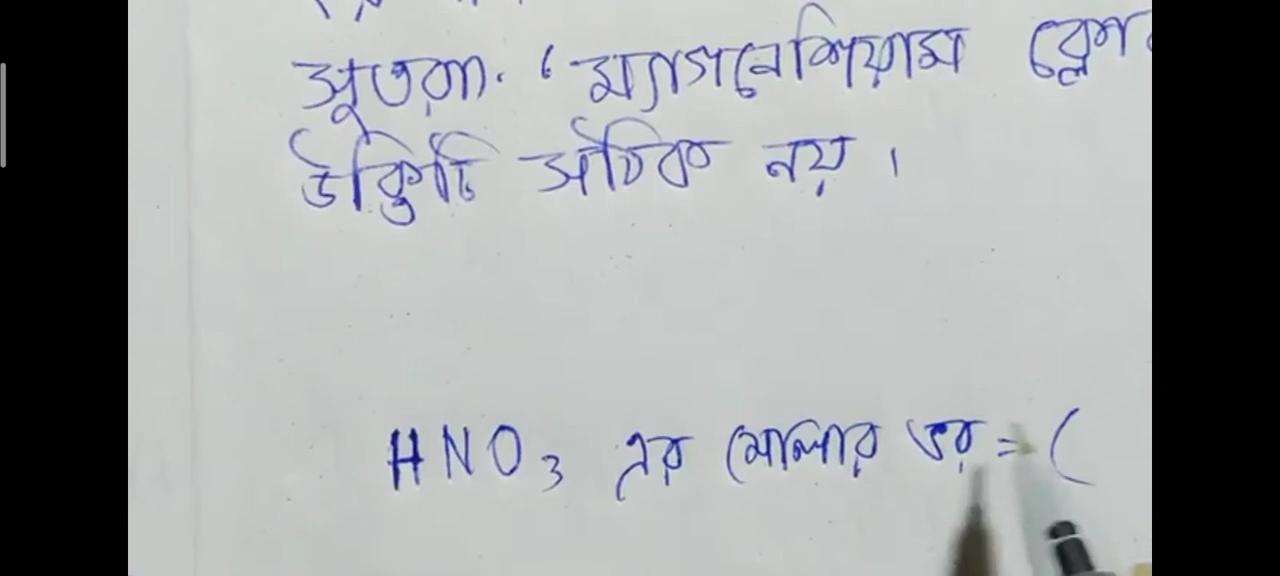 সুতরাং 'ম্যাগনেশিয়াম
উক্তিটি সঠিক নয়।
HNO3 এর মোলার ভর = (